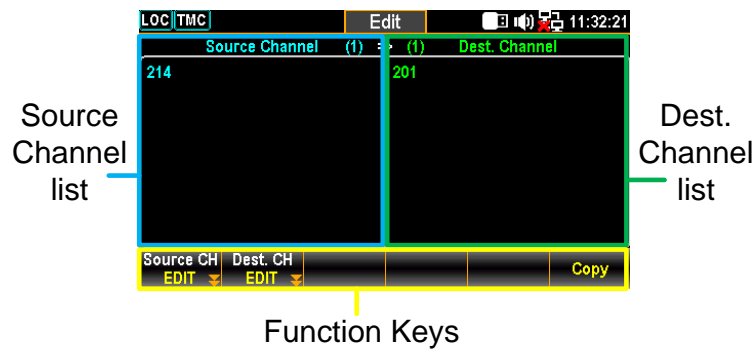 LOC TMC Edit 11:32:21
Source Channel (1) => (1) Dest. Channel
214 201
Source
Channel
list
Dest.
Channel
list
Source CH Dest. CH
EDIT EDIT Copy
Function Keys